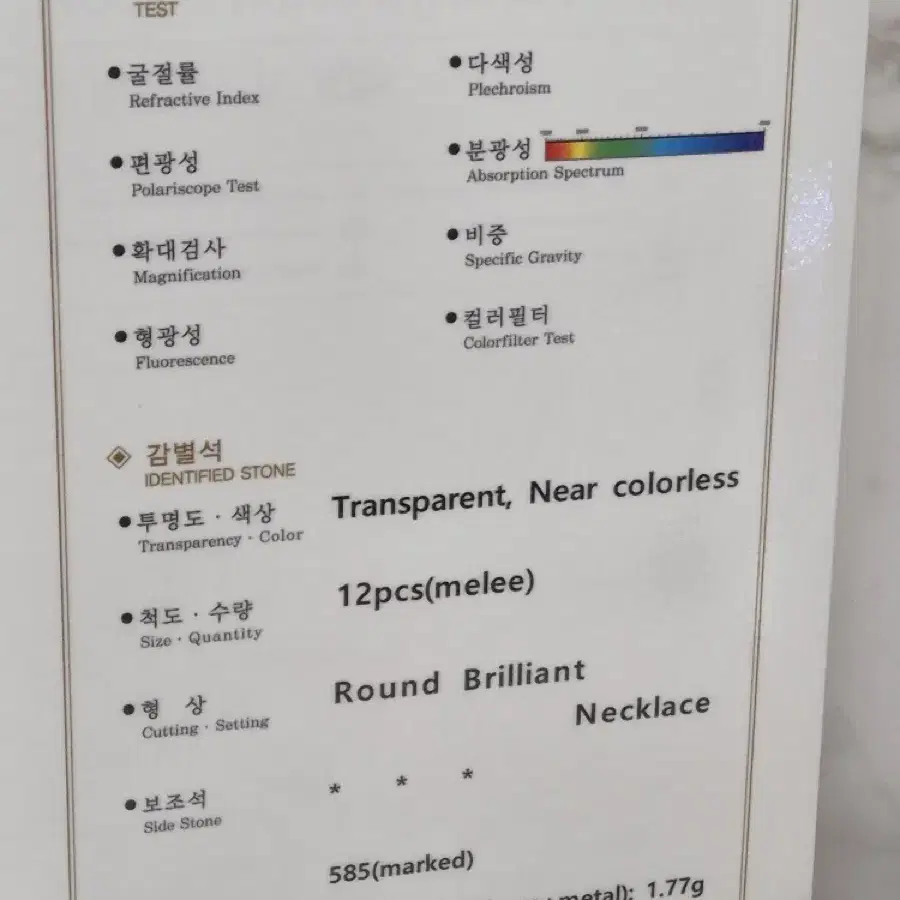 TEST
● 굴절률
Refractive Index
● 다색성
Plechroism
● 편광성
Polariscope Test
● 분광성
Absorption Spectrum
● 확대검사
Magnification
● 비중
Specific Gravity
● 형광성
Fluorescence
● 컬러필터
Colorfilter Test
감별석
IDENTIFIED STONE
● 투명도 · 색상
Transparency · Color
Transparent, Near colorless
● 척도 · 수량
Size · Quantity
12pcs(melee)
● 형 상
Cutting · Setting
Round Brilliant
Necklace
● 보조석
Side Stone
* * *
585(marked)
metal): 1.77g